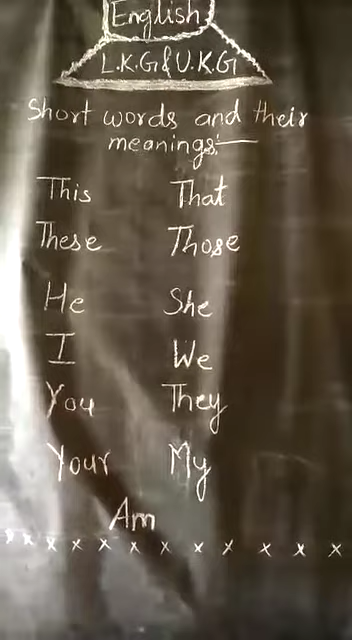 English
L.K.G & U.K.G
Short words and their
meanings:—
This That
These Those
He She
I We
You They
Your My
Am
x x x x x x x x x x x x